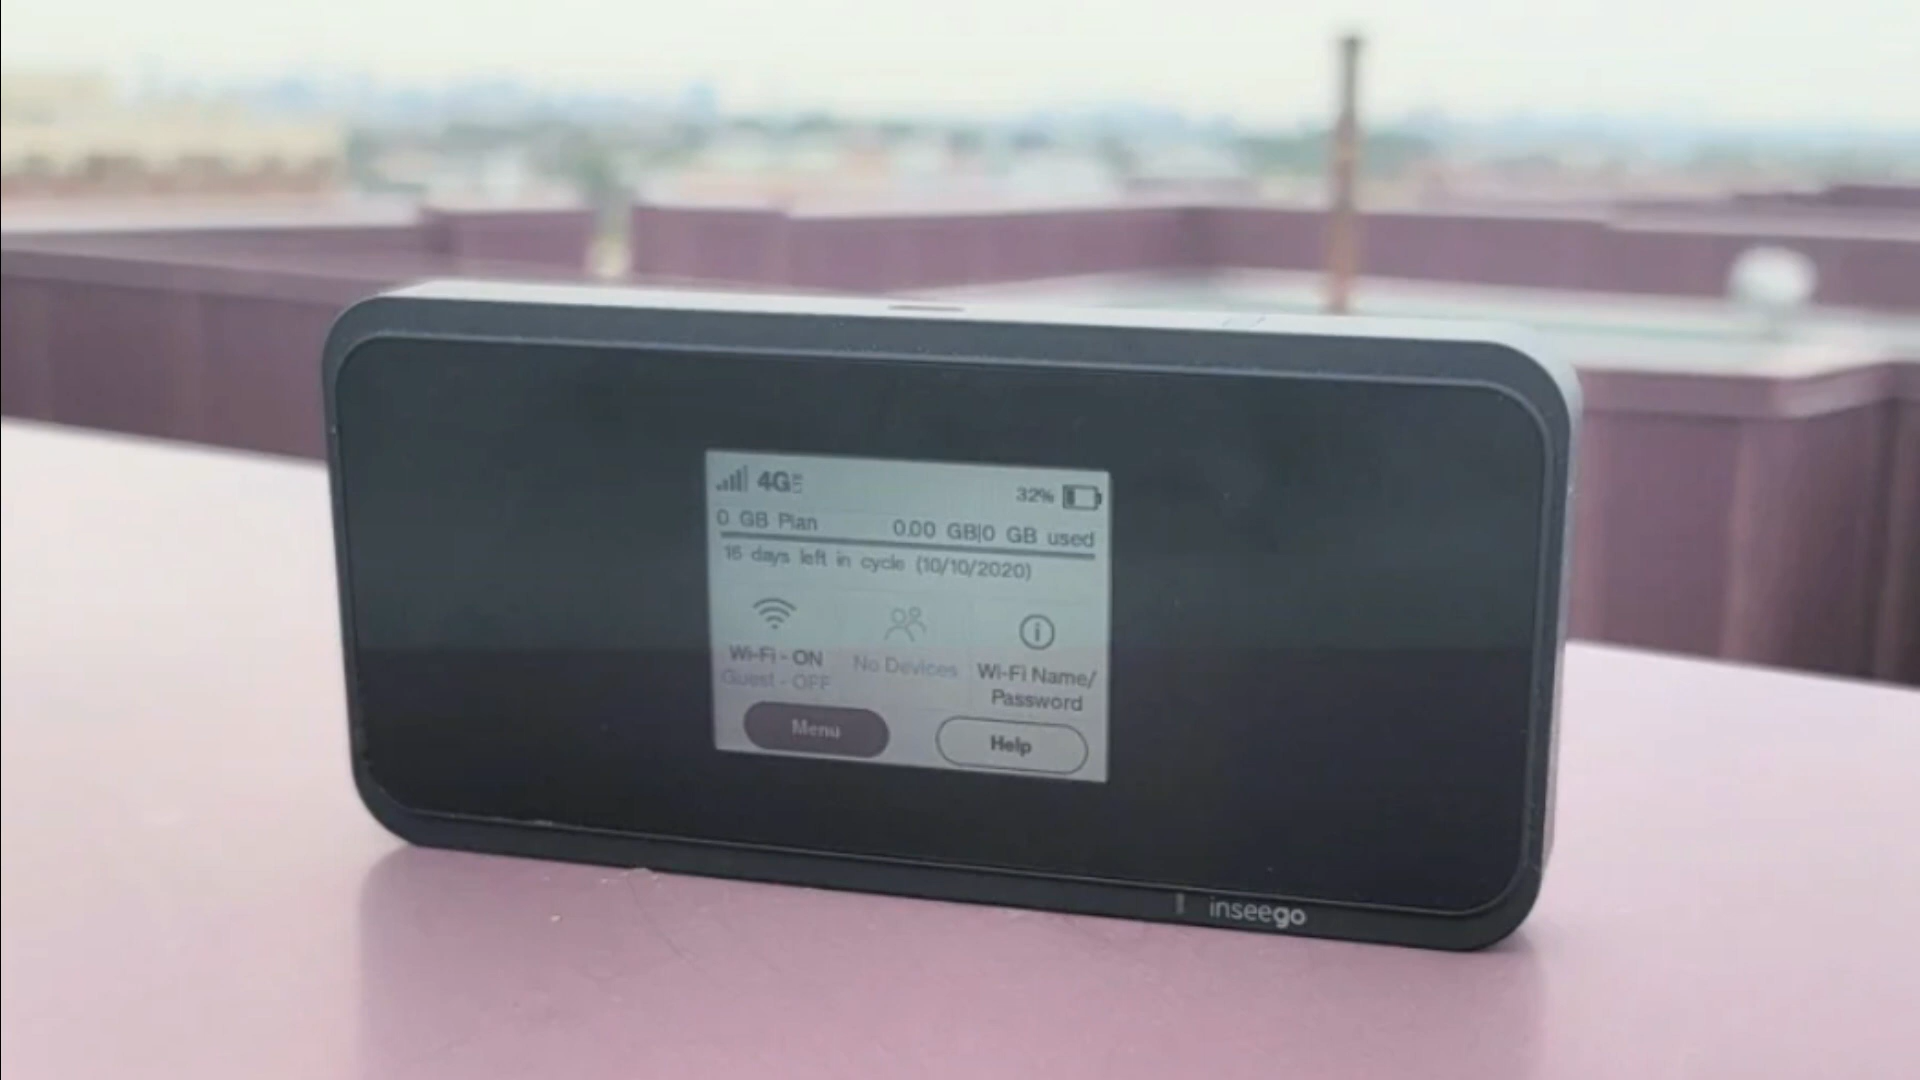 4G LTE 32%
0 GB Plan 0.00 GB|0 GB used
16 days left in cycle (10/10/2020)
Wi-Fi - ON No Devices Wi-Fi Name/
Guest - OFF Password
Menu Help
inseego